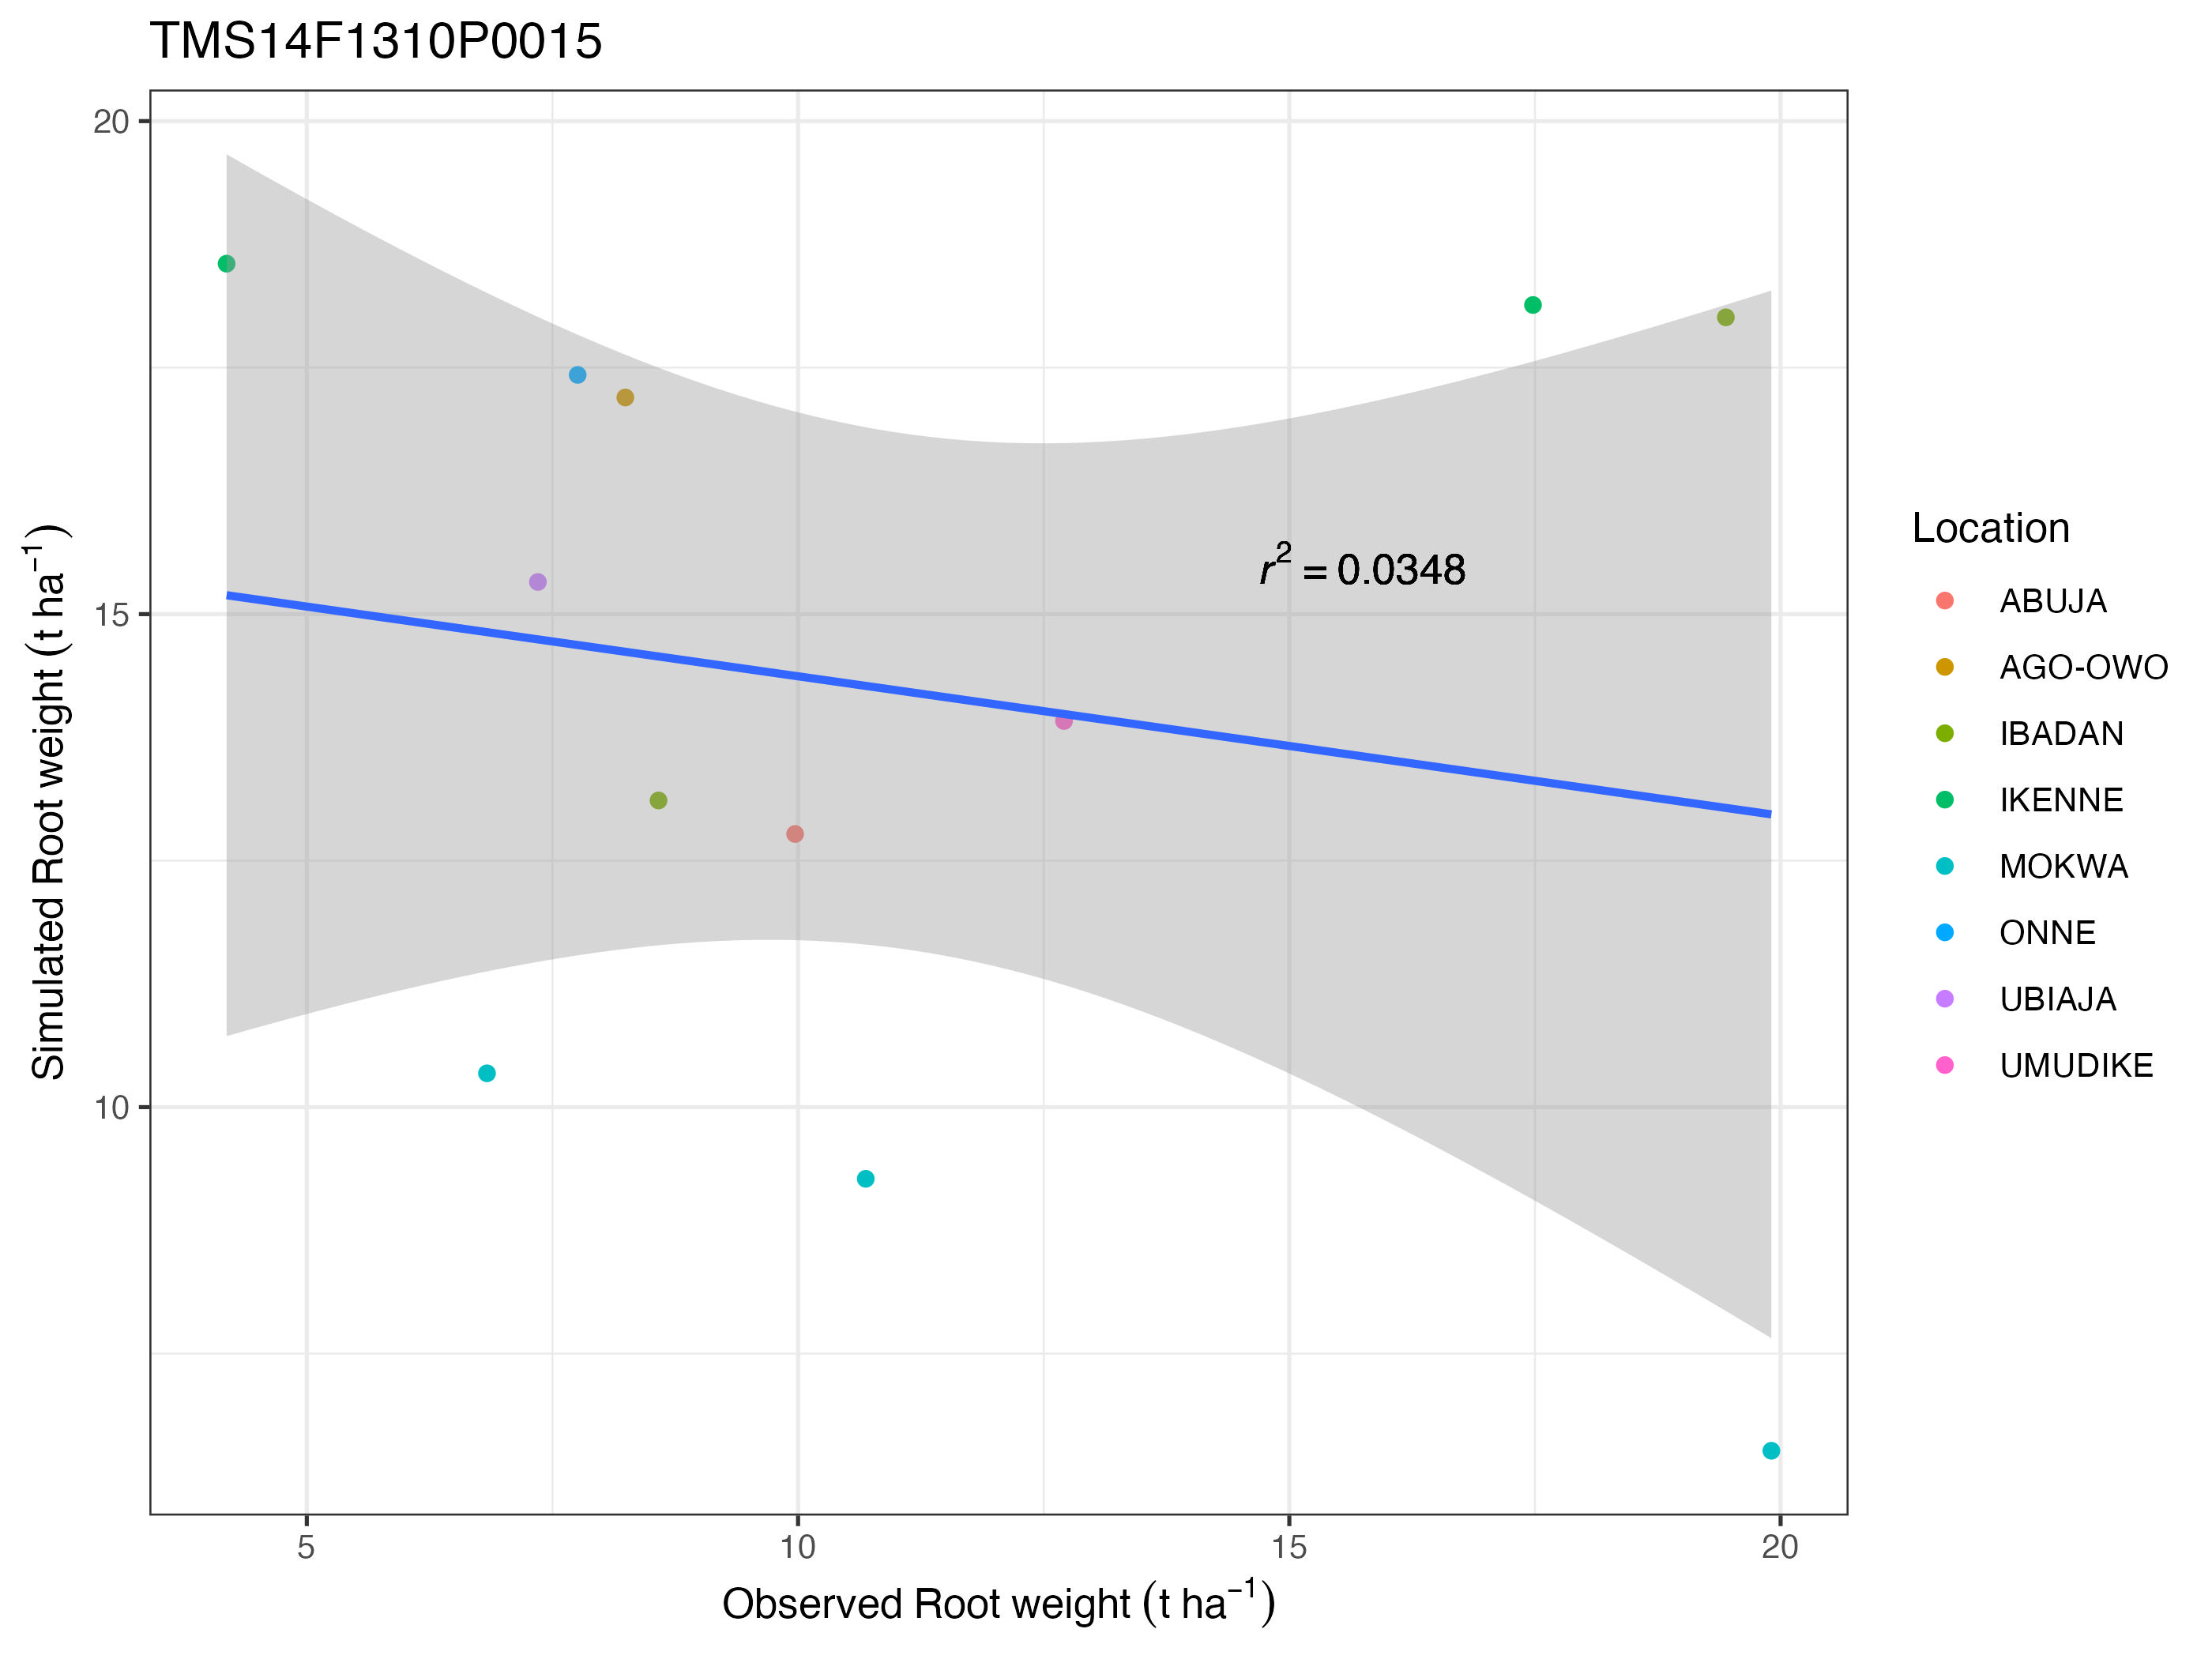 TMS14F1310P0015
20
15
10
Simulated Root weight (t ha⁻¹)
r² = 0.0348
5
10
15
20
Observed Root weight (t ha⁻¹)
Location
ABUJA
AGO-OWO
IBADAN
IKENNE
MOKWA
ONNE
UBIAJA
UMUDIKE